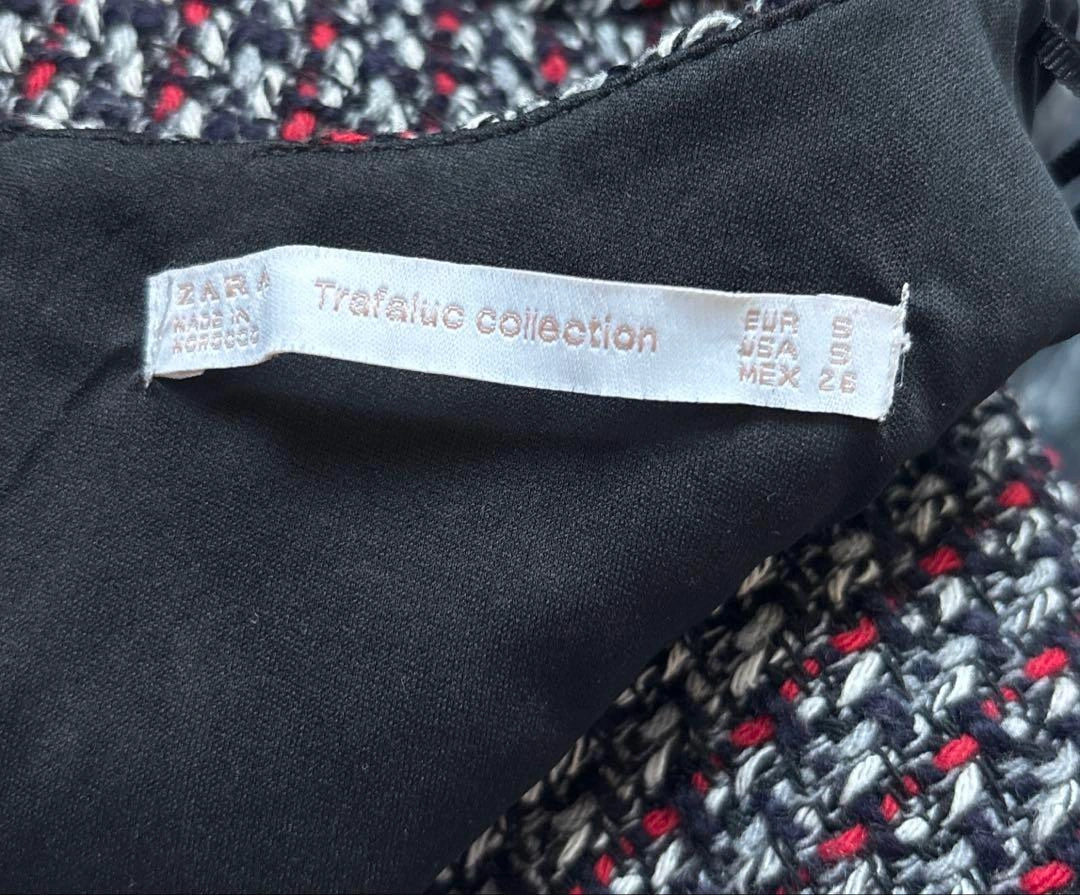 ZARA
MADE IN
MOROCCO
Trafaluc collection
EUR S
USA S
MEX 26